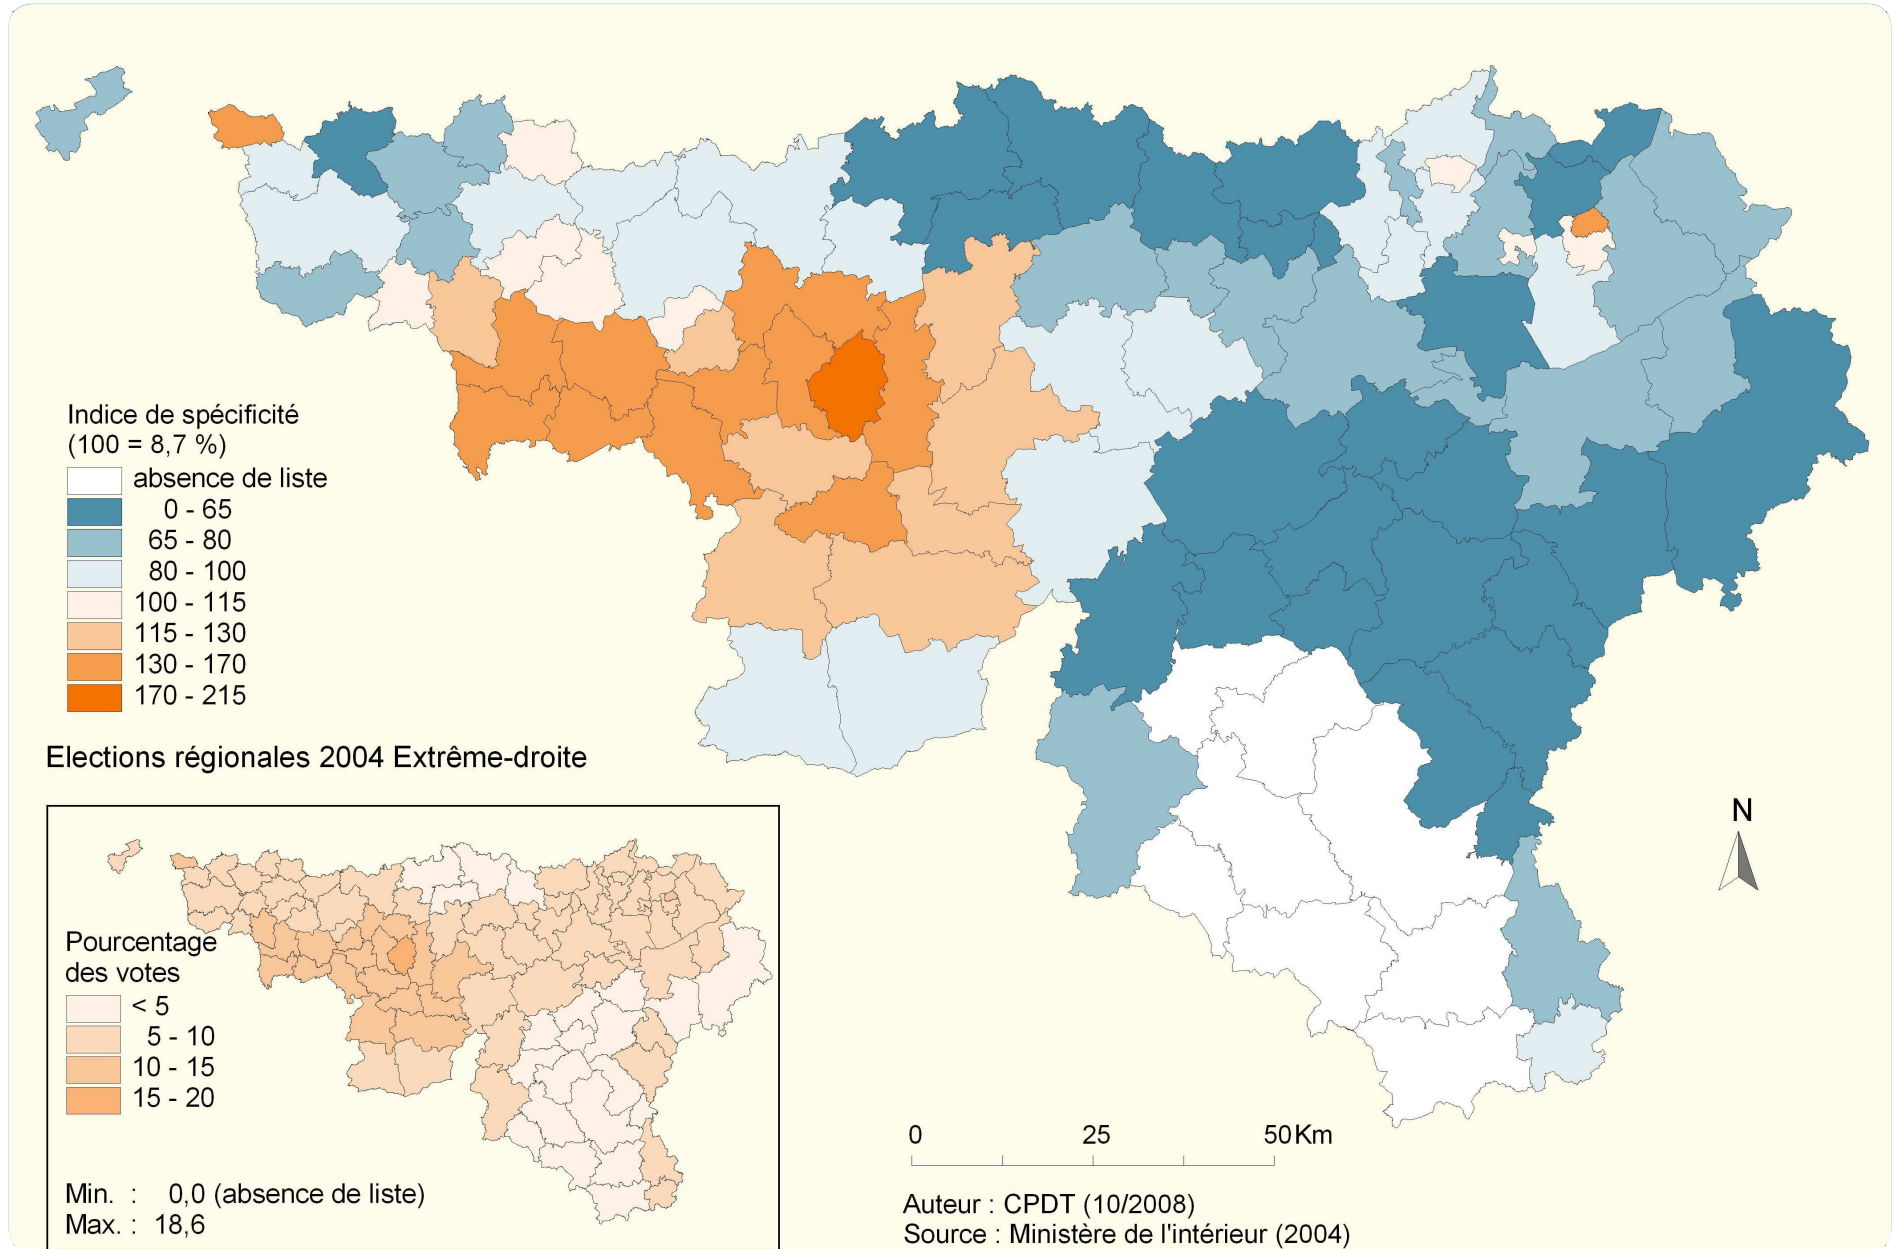 Indice de spécificité
(100 = 8,7 %)
absence de liste
0 - 65
65 - 80
80 - 100
100 - 115
115 - 130
130 - 170
170 - 215
Elections régionales 2004 Extrême-droite
Pourcentage
des votes
< 5
5 - 10
10 - 15
15 - 20
Min. : 0,0 (absence de liste)
Max. : 18,6
N
0 25 50Km
Auteur : CPDT (10/2008)
Source : Ministère de l'intérieur (2004)